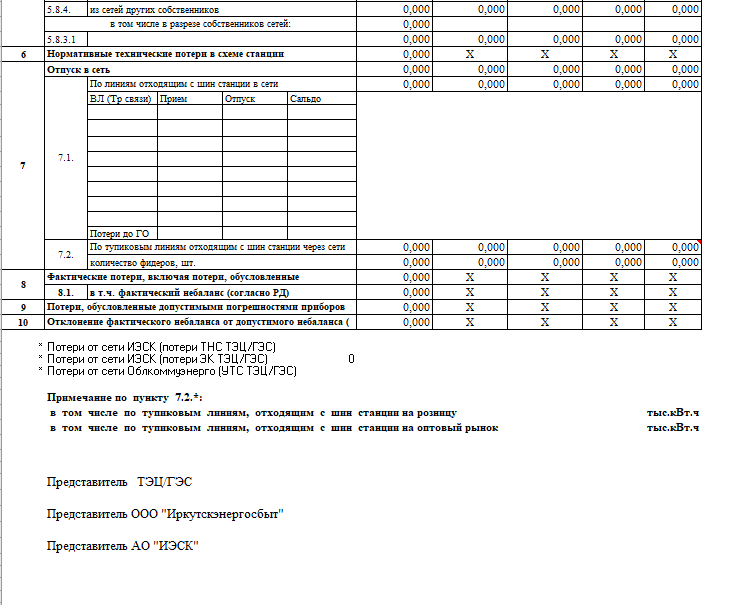 5.8.4. из сетей других собственников 0,000 0,000 0,000 0,000 0,000
в том числе в разрезе собственников сетей: 0,000
5.8.3.1 0,000 0,000 0,000 0,000 0,000
6 Нормативные технические потери в схеме станции 0,000 X X X X
Отпуск в сеть 0,000 0,000 0,000 0,000 0,000
По линиям отходящим с шин станции в сети 0,000 0,000 0,000 0,000 0,000
ВЛ (Тр связи) Прием Отпуск Сальдо
7 7.1.
Потери до ГО
7.2. По тупиковым линиям отходящим с шин станции через сети 0,000 0,000 0,000 0,000 0,000
количество фидеров, шт. 0,000 0,000 0,000 0,000 0,000
8 Фактические потери, включая потери, обусловленные 0,000 X X X X
8.1. в т.ч. фактический небаланс (согласно РД) 0,000 X X X X
9 Потери, обусловленные допустимыми погрешностями приборов 0,000 X X X X
10 Отклонение фактического небаланса от допустимого небаланса ( 0,000 X X X X
* Потери от сети ИЭСК (потери ТНС ТЭЦ/ГЭС)
* Потери от сети ИЭСК (потери ЭК ТЭЦ/ГЭС) 0
* Потери от сети Облкоммуэнерго (УТС ТЭЦ/ГЭС)
Примечание по пункту 7.2.*:
в том числе по тупиковым линиям, отходящим с шин станции на розницу тыс.кВт.ч
в том числе по тупиковым линиям, отходящим с шин станции на оптовый рынок тыс.кВт.ч
Представитель ТЭЦ/ГЭС
Представитель ООО "Иркутскэнергосбыт"
Представитель АО "ИЭСК"